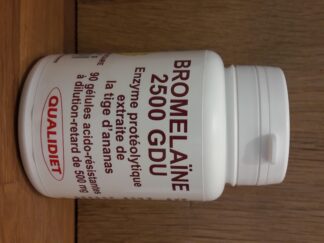 BROMELAÏNE
2500 GDU
Enzyme protéolytique
extraite de
la tige d'ananas
90 gélules acido-résistantes
à dilution-retard de 500 mg
QUALIDIET